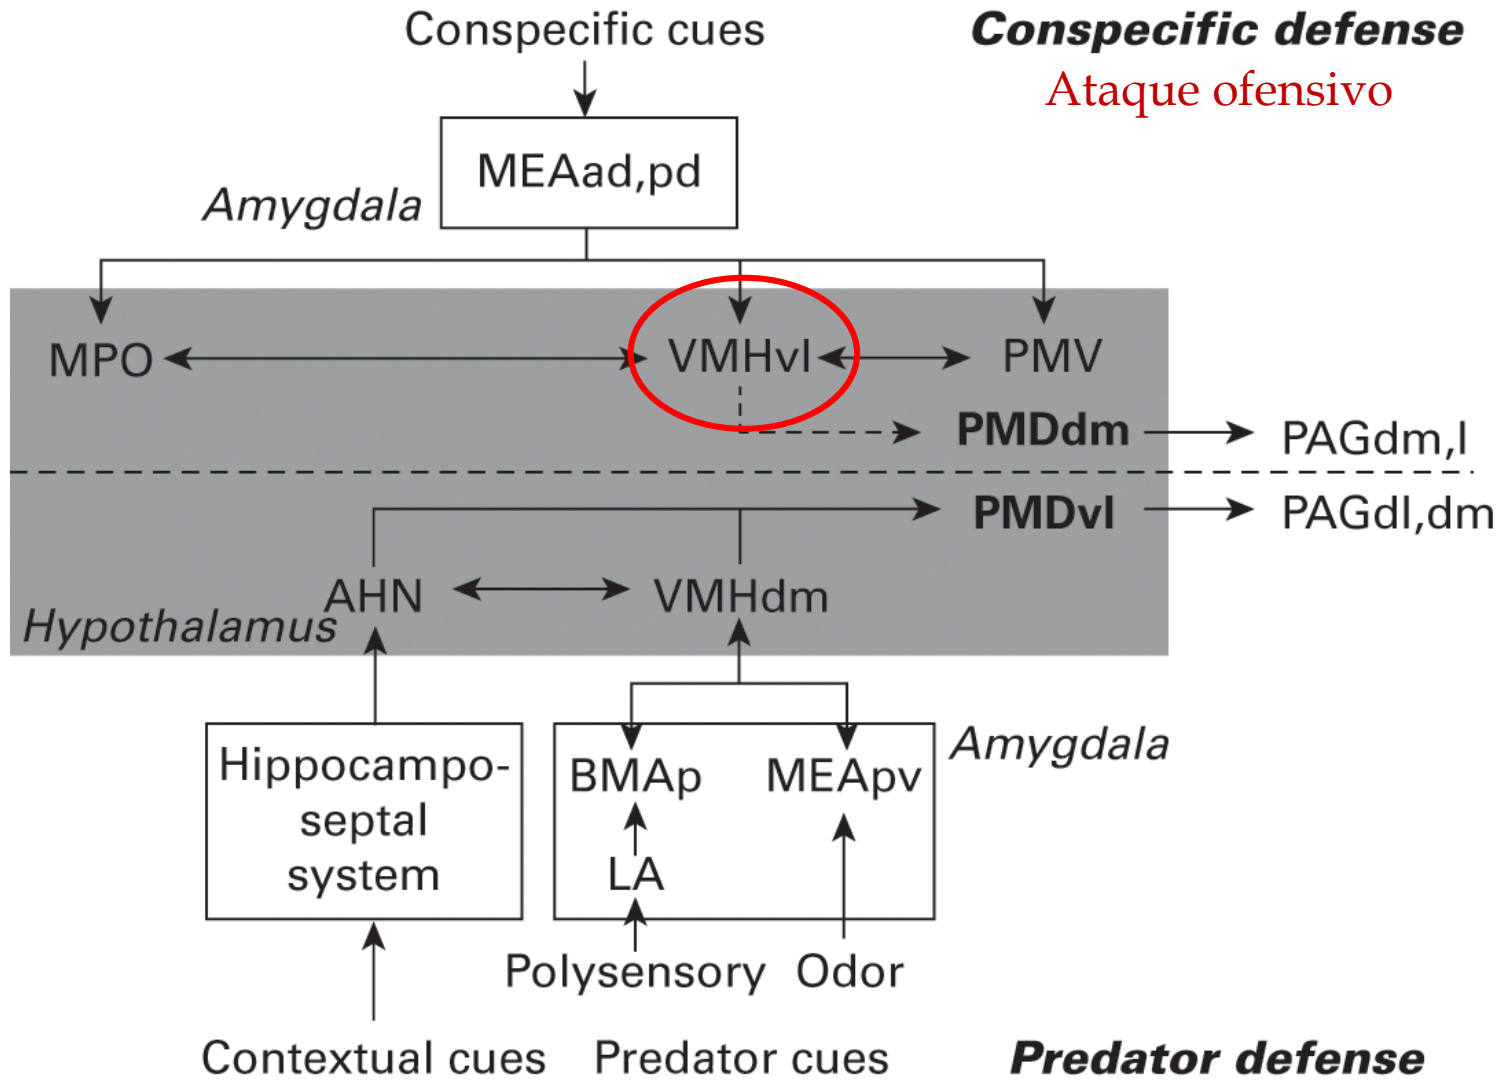 Conspecific cues
Conspecific defense
Ataque ofensivo
MEAad,pd
Amygdala
MPO
VMHvl
PMV
PMDdm
PAGdm,l
PMDvl
PAGdl,dm
AHN
VMHdm
Hypothalamus
Hippocampo-
septal
system
BMAp
MEApv
Amygdala
LA
Polysensory
Odor
Contextual cues
Predator cues
Predator defense